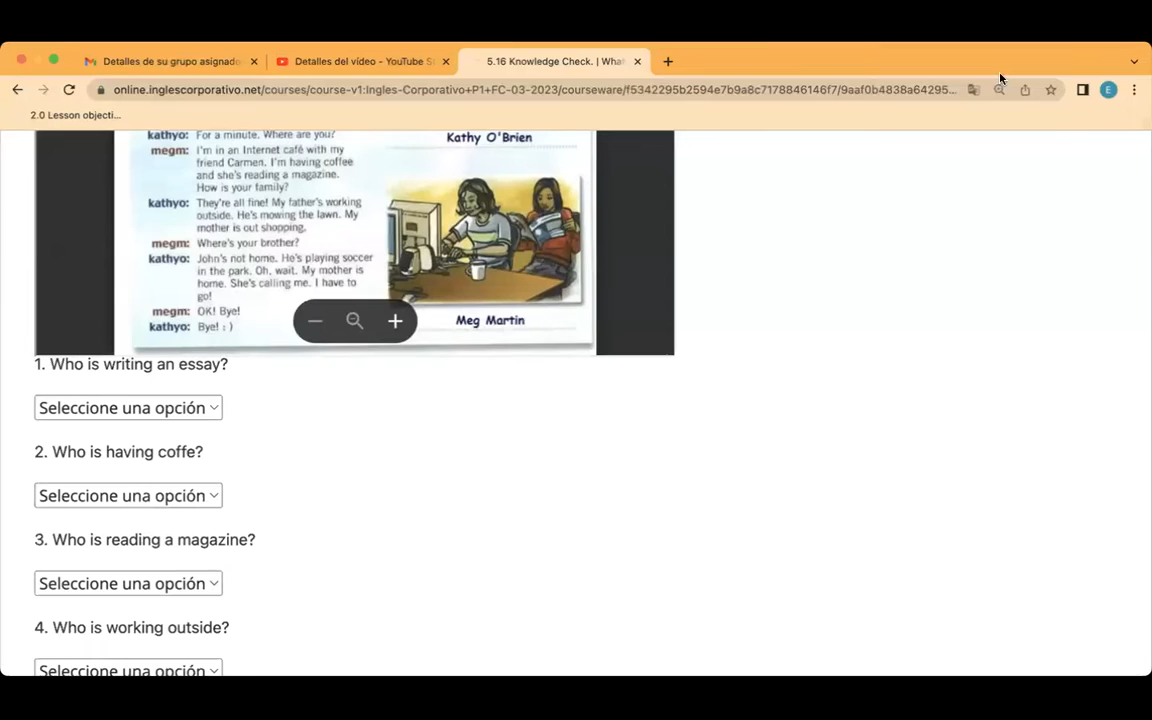 Detalles de su grupo asignado
Detalles del vídeo - YouTube S
5.16 Knowledge Check. | What
online.inglescorporativo.net/courses/course-v1:Ingles-Corporativo+P1+FC-03-2023/courseware/f5342295b2594e7b9a8c7178846146f7/9aaf0b4838a64295...
E
2.0 Lesson objecti...
kathyo: For a minute. Where are you?
megm: I'm in an Internet café with my
friend Carmen. I'm having coffee
and she's reading a magazine.
How is your family?
kathyo: They're all fine! My father's working
outside. He's mowing the lawn. My
mother is out shopping.
megm: Where's your brother?
kathyo: John's not home. He's playing soccer
in the park. Oh, wait. My mother is
home. She's calling me. I have to
go!
megm: OK! Bye!
kathyo: Bye! : )
Kathy O'Brien
Meg Martin
1. Who is writing an essay?
Seleccione una opción
2. Who is having coffe?
Seleccione una opción
3. Who is reading a magazine?
Seleccione una opción
4. Who is working outside?
Seleccione una opción